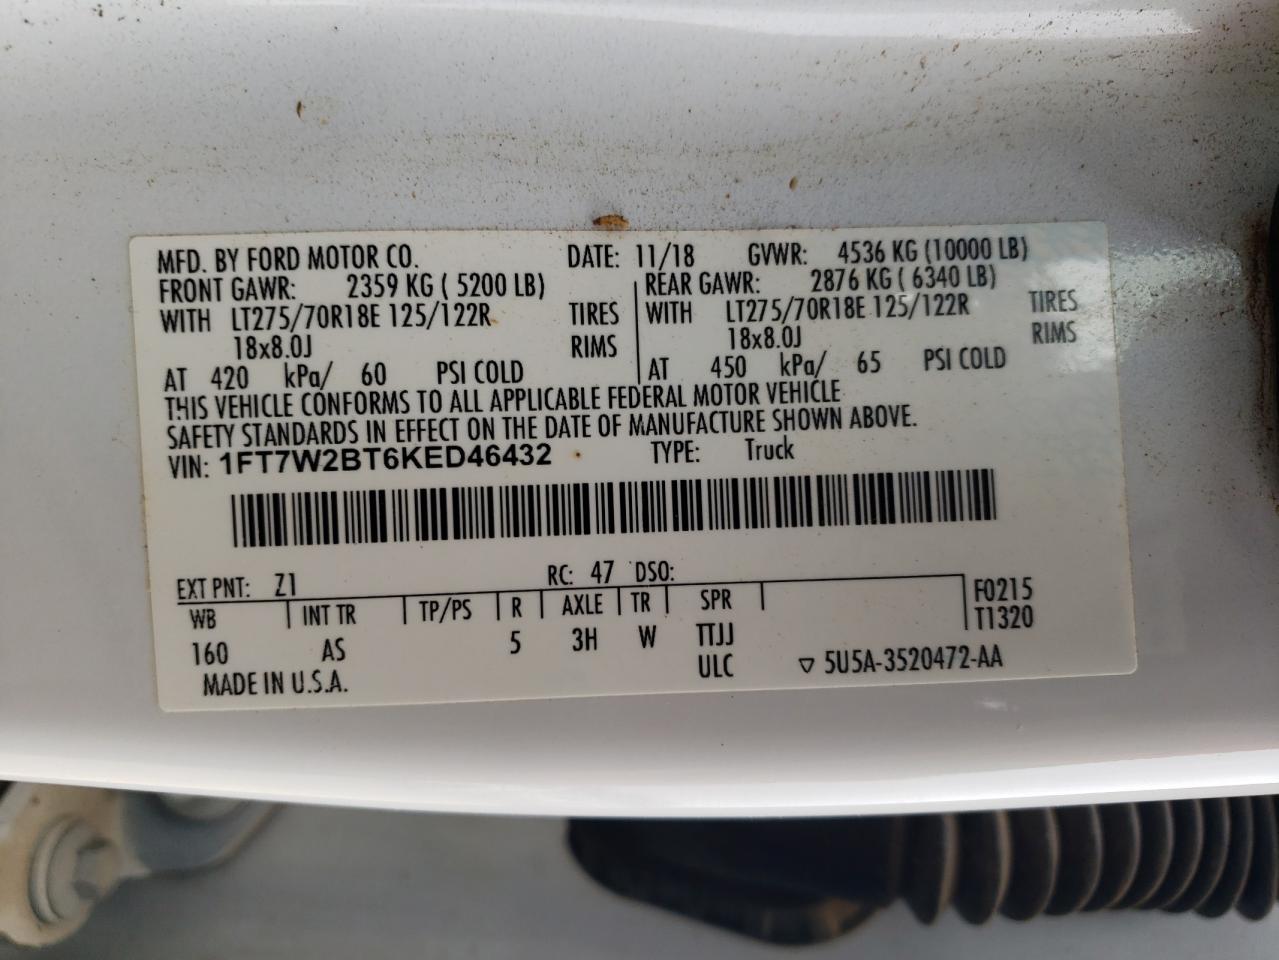 MFD. BY FORD MOTOR CO. DATE: 11/18 GVWR: 4536 KG (10000 LB)
FRONT GAWR: 2359 KG ( 5200 LB) REAR GAWR: 2876 KG ( 6340 LB)
WITH LT275/70R18E 125/122R TIRES WITH LT275/70R18E 125/122R TIRES
18x8.0J RIMS 18x8.0J RIMS
AT 420 kPa/ 60 PSI COLD AT 450 kPa/ 65 PSI COLD
THIS VEHICLE CONFORMS TO ALL APPLICABLE FEDERAL MOTOR VEHICLE
SAFETY STANDARDS IN EFFECT ON THE DATE OF MANUFACTURE SHOWN ABOVE.
VIN: 1FT7W2BT6KED46432 TYPE: Truck
EXT PNT: Z1 RC: 47 DSO:
WB INT TR TP/PS R AXLE TR SPR F0215
T1320
160 AS 5 3H W TTJJ
ULC
MADE IN U.S.A. ▽ 5U5A-3520472-AA